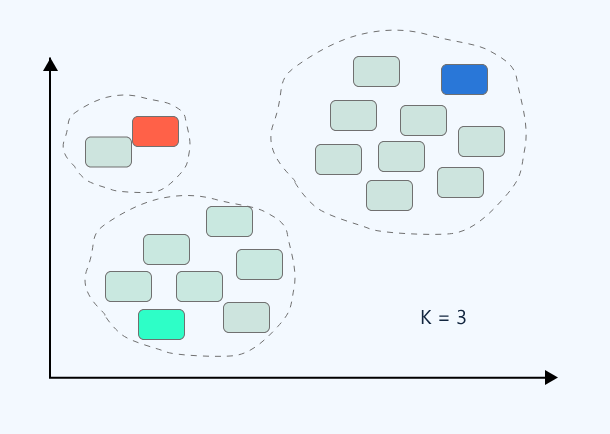 K = 3